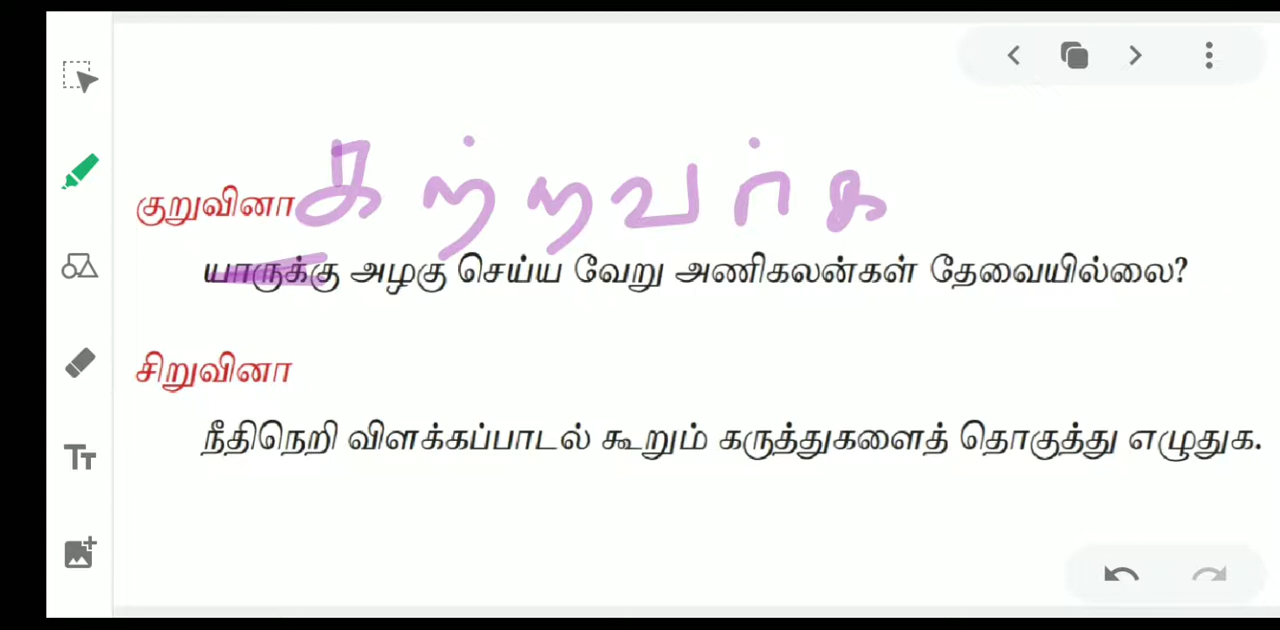 குறுவினா கற்றவர்க
யாருக்கு அழகு செய்ய வேறு அணிகலன்கள் தேவையில்லை?
சிறுவினா
நீதிநெறி விளக்கப்பாடல் கூறும் கருத்துகளைத் தொகுத்து எழுதுக.